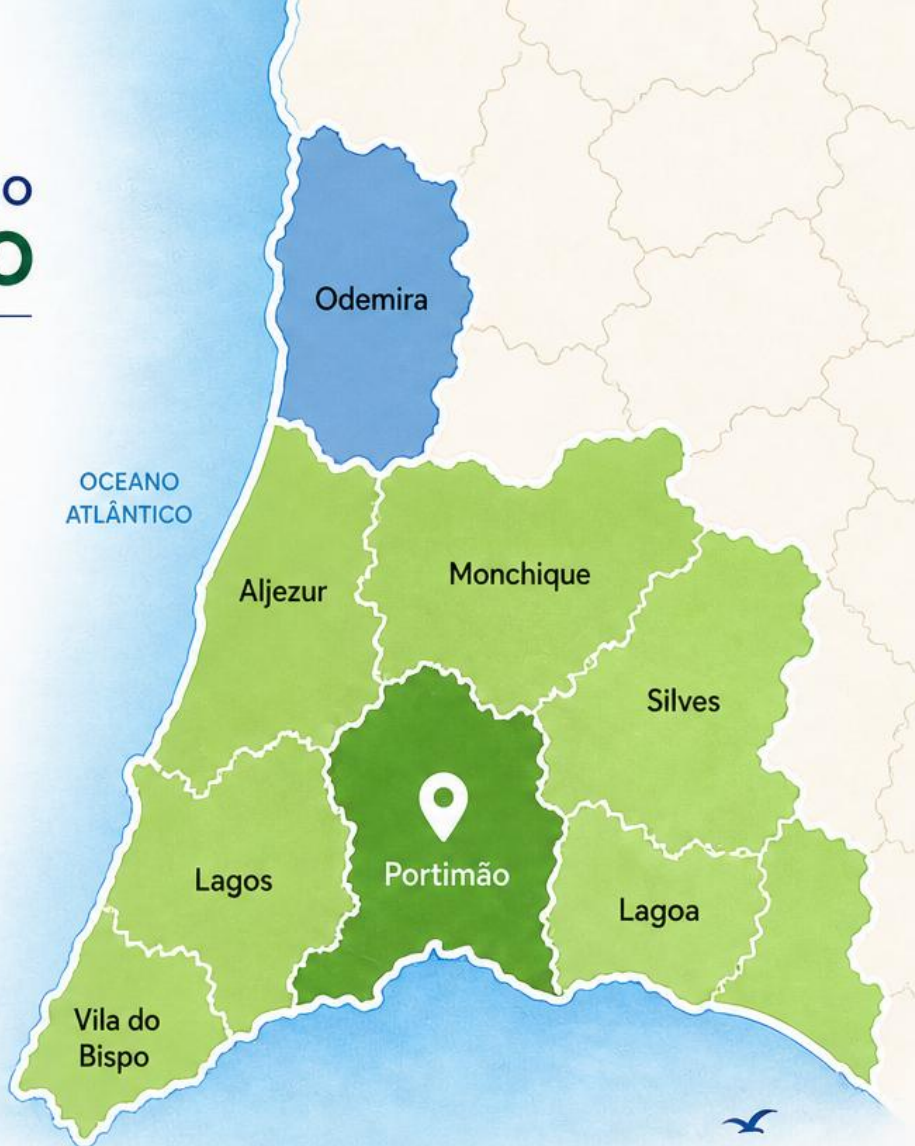 O
O
Odemira
OCEANO
ATLÂNTICO
Aljezur
Monchique
Silves
Portimão
Lagos
Lagoa
Vila do
Bispo